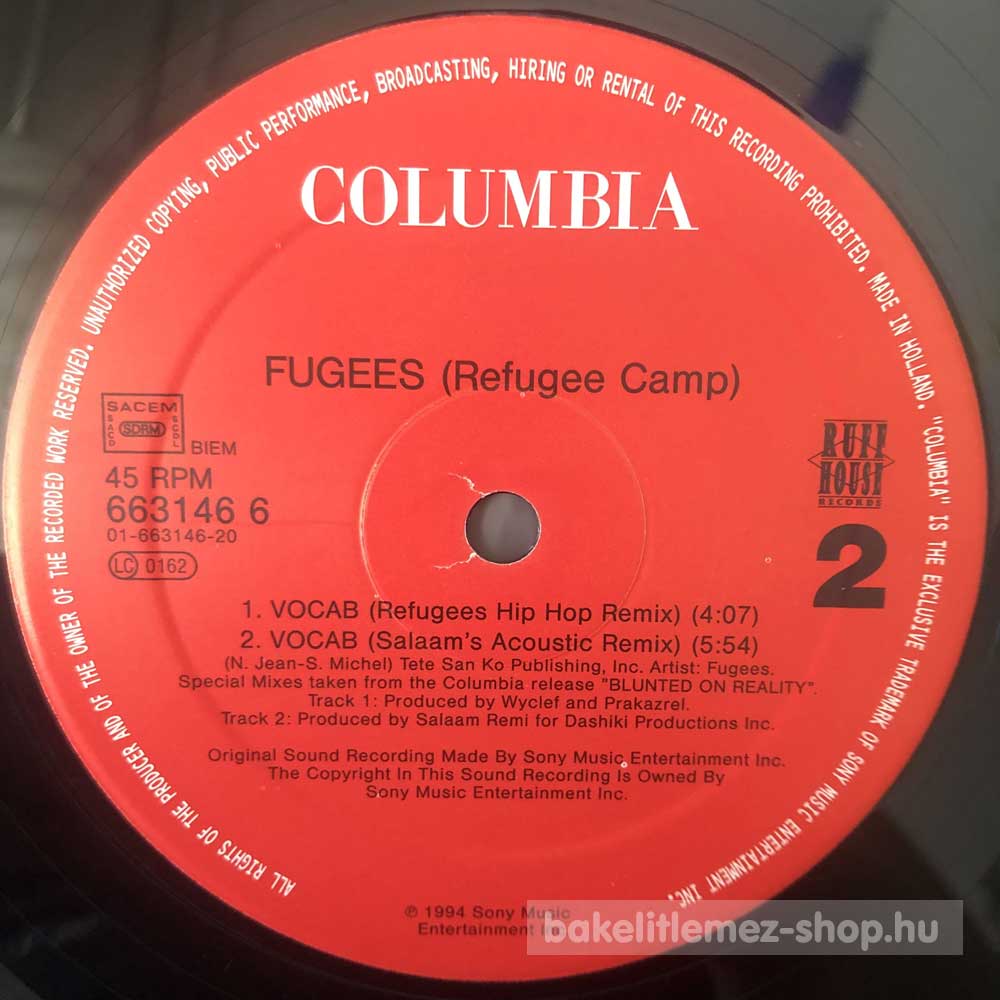 ALL RIGHTS OF THE PRODUCER AND OF THE OWNER OF THE RECORDED WORK RESERVED. UNAUTHORIZED COPYING, PUBLIC PERFORMANCE, BROADCASTING, HIRING OR RENTAL OF THIS RECORDING PROHIBITED. MADE IN HOLLAND. "COLUMBIA" IS THE EXCLUSIVE TRADEMARK OF SONY MUSIC ENTERTAINMENT INC.
COLUMBIA
FUGEES (Refugee Camp)
SACEM
SACD
SDRM
SCDL
BIEM
45 RPM
663146 6
01-663146-20
LC 0162
RUFF
HOUSE
RECORDS
2
1. VOCAB (Refugees Hip Hop Remix) (4:07)
2. VOCAB (Salaam's Acoustic Remix) (5:54)
(N. Jean-S. Michel) Tete San Ko Publishing, Inc. Artist: Fugees.
Special Mixes taken from the Columbia release "BLUNTED ON REALITY".
Track 1: Produced by Wyclef and Prakazrel.
Track 2: Produced by Salaam Remi for Dashiki Productions Inc.
Original Sound Recording Made By Sony Music Entertainment Inc.
The Copyright In This Sound Recording Is Owned By
Sony Music Entertainment Inc.
℗ 1994 Sony Music
Entertainment Inc.
bakelitlemez-shop.hu